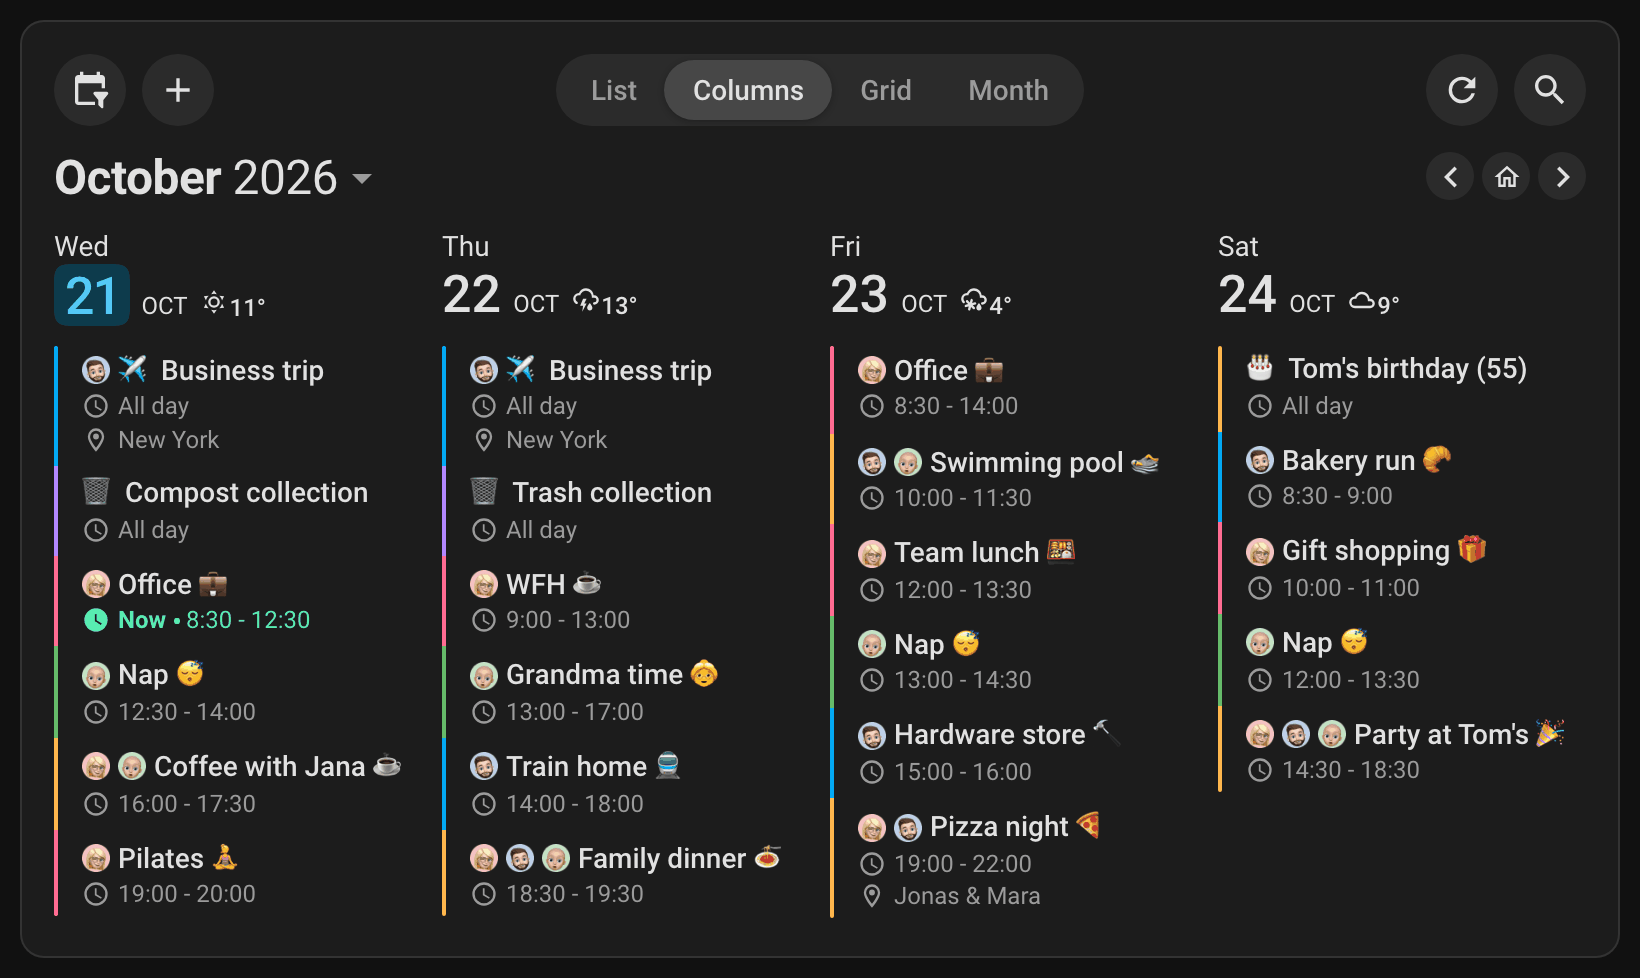 List Columns Grid Month
October 2026
Wed
21 OCT 11°
Business trip
All day
New York
Compost collection
All day
Office
Now • 8:30 - 12:30
Nap
12:30 - 14:00
Coffee with Jana
16:00 - 17:30
Pilates
19:00 - 20:00
Thu
22 OCT 13°
Business trip
All day
New York
Trash collection
All day
WFH
9:00 - 13:00
Grandma time
13:00 - 17:00
Train home
14:00 - 18:00
Family dinner
18:30 - 19:30
Fri
23 OCT 4°
Office
8:30 - 14:00
Swimming pool
10:00 - 11:30
Team lunch
12:00 - 13:30
Nap
13:00 - 14:30
Hardware store
15:00 - 16:00
Pizza night
19:00 - 22:00
Jonas & Mara
Sat
24 OCT 9°
Tom's birthday (55)
All day
Bakery run
8:30 - 9:00
Gift shopping
10:00 - 11:00
Nap
12:00 - 13:30
Party at Tom's
14:30 - 18:30